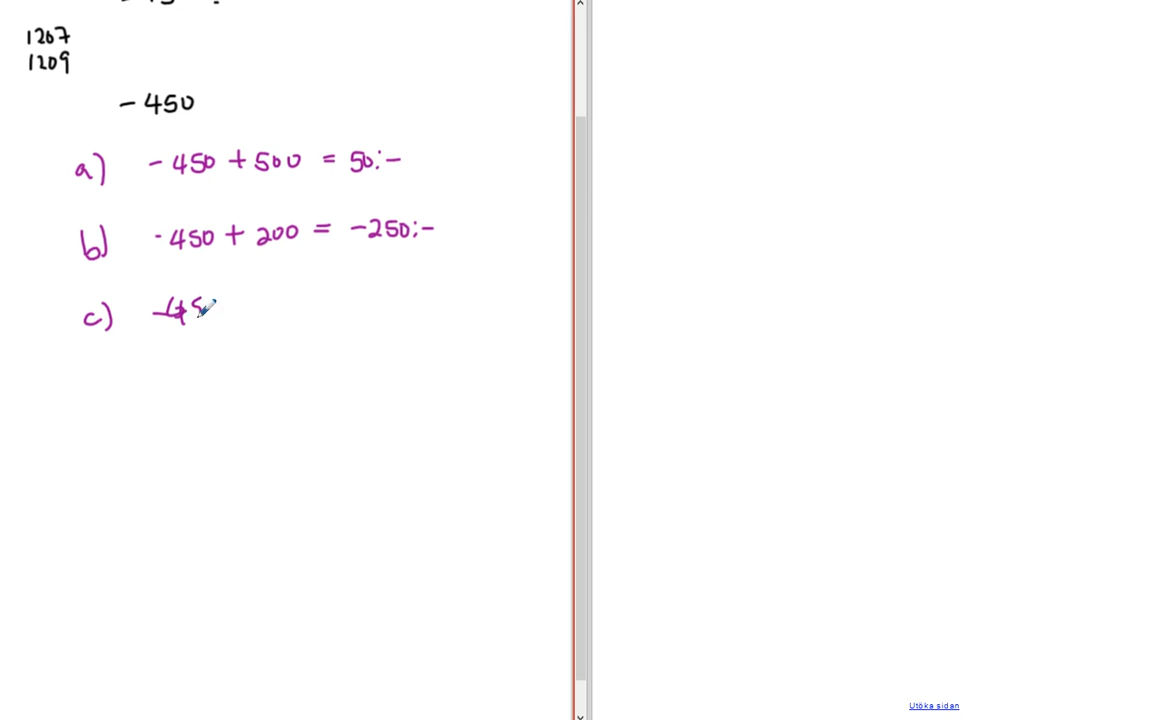 1207
1209
- 450
a) - 450 + 500 = 50:-
b) - 450 + 200 = -250:-
c) -45
Utöka sidan